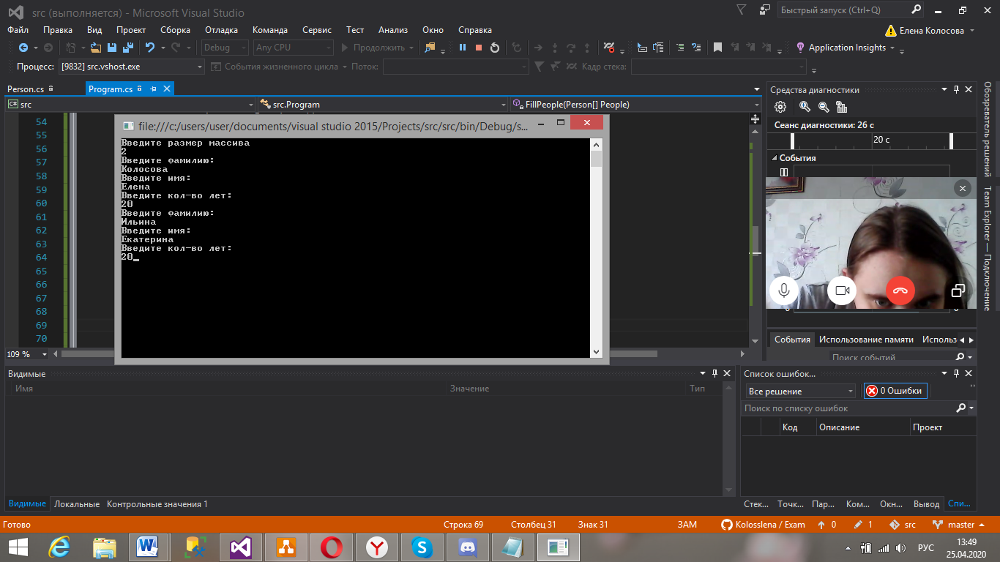 src (выполняется) - Microsoft Visual Studio
Быстрый запуск (Ctrl+Q)
Файл Правка Вид Проект Сборка Отладка Команда Сервис Тест Анализ Окно Справка
Елена Колосова
Debug Any CPU Продолжить Application Insights
Процесс: [9832] src.vshost.exe События жизненного цикла Поток: Кадр стека:
Person.cs Program.cs
src src.Program FillPeople(Person[] People)
54
55
56
57
58
59
60
61
62
63
64
65
66
67
68
69
70
file:///c:/users/user/documents/visual studio 2015/Projects/src/src/bin/Debug/s...
Введите размер массива
2
Введите фамилию:
Колосова
Введите имя:
Елена
Введите кол-во лет:
20
Введите фамилию:
Ильина
Введите имя:
Екатерина
Введите кол-во лет:
20
109 %
Средства диагностики
Сеанс диагностики: 26 с
20 с
События
События Использование памяти Использ
Поиск событий
Обозреватель решений
Team Explorer — Подключение
Видимые
Имя Значение Тип
Видимые Локальные Контрольные значения 1
Список ошибок...
Все решение 0 Ошибки
Поиск по списку ошибок
Код Описание Проект
Стек... Точк... Пар... Ком... Окн... Вывод Спи...
Готово Строка 69 Столбец 31 Знак 31 ЗАМ Kolosslena / Exam 0 1 src master
РУС
13:49
25.04.2020